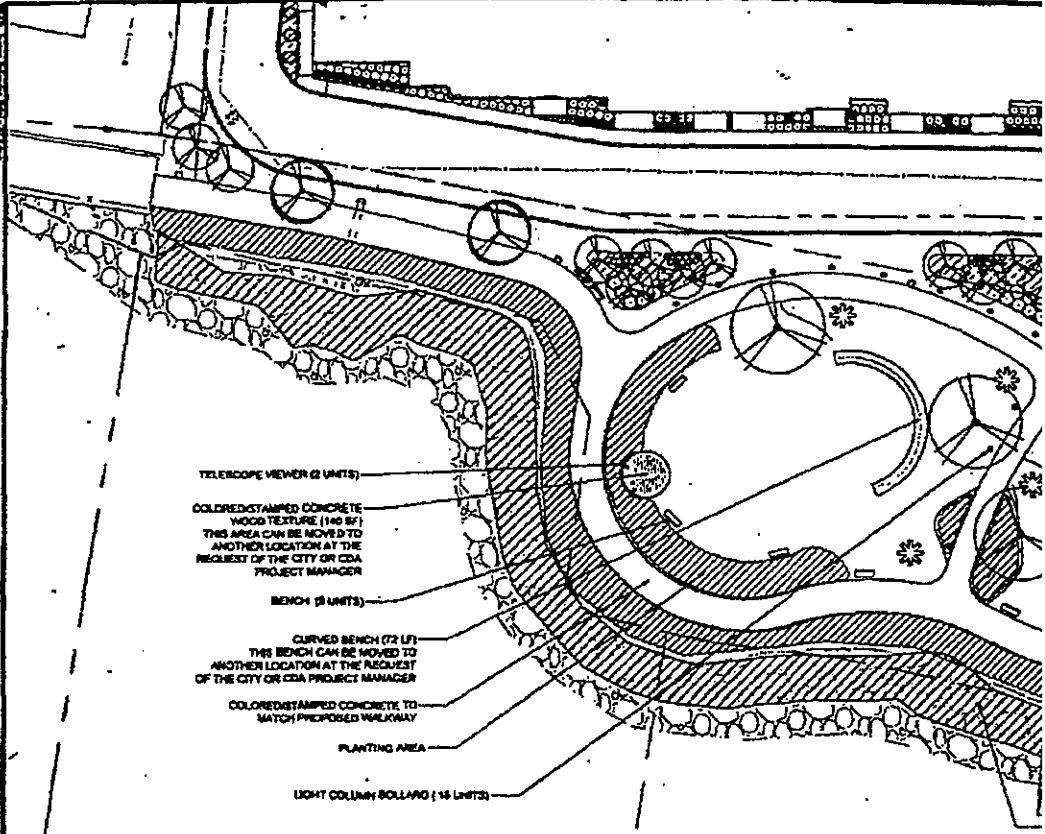 TELESCOPE VIEWER (2 UNITS)
COLORED/STAMPED CONCRETE
WOOD TEXTURE (140 SF)
THIS AREA CAN BE MOVED TO
ANOTHER LOCATION AT THE
REQUEST OF THE CITY OR CDA
PROJECT MANAGER
BENCH ( UNITS)
CURVED BENCH (72 LF)
THIS BENCH CAN BE MOVED TO
ANOTHER LOCATION AT THE REQUEST
OF THE CITY OR CDA PROJECT MANAGER
COLORED/STAMPED CONCRETE TO
MATCH PROPOSED WALKWAY
PLANTING AREA
LIGHT COLUMN BOLLARD ( UNITS)